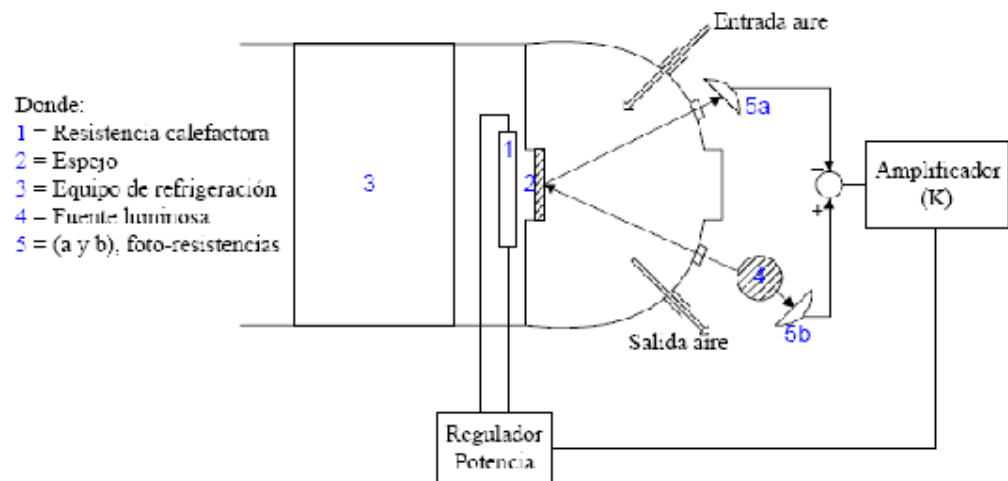 Entrada aire
Donde:
1 = Resistencia calefactora
2 = Espejo
3 = Equipo de refrigeración
4 = Fuente luminosa
5 = (a y b), foto-resistencias
3
1
2
5a
–
+
Amplificador
(K)
4
5b
Salida aire
Regulador
Potencia